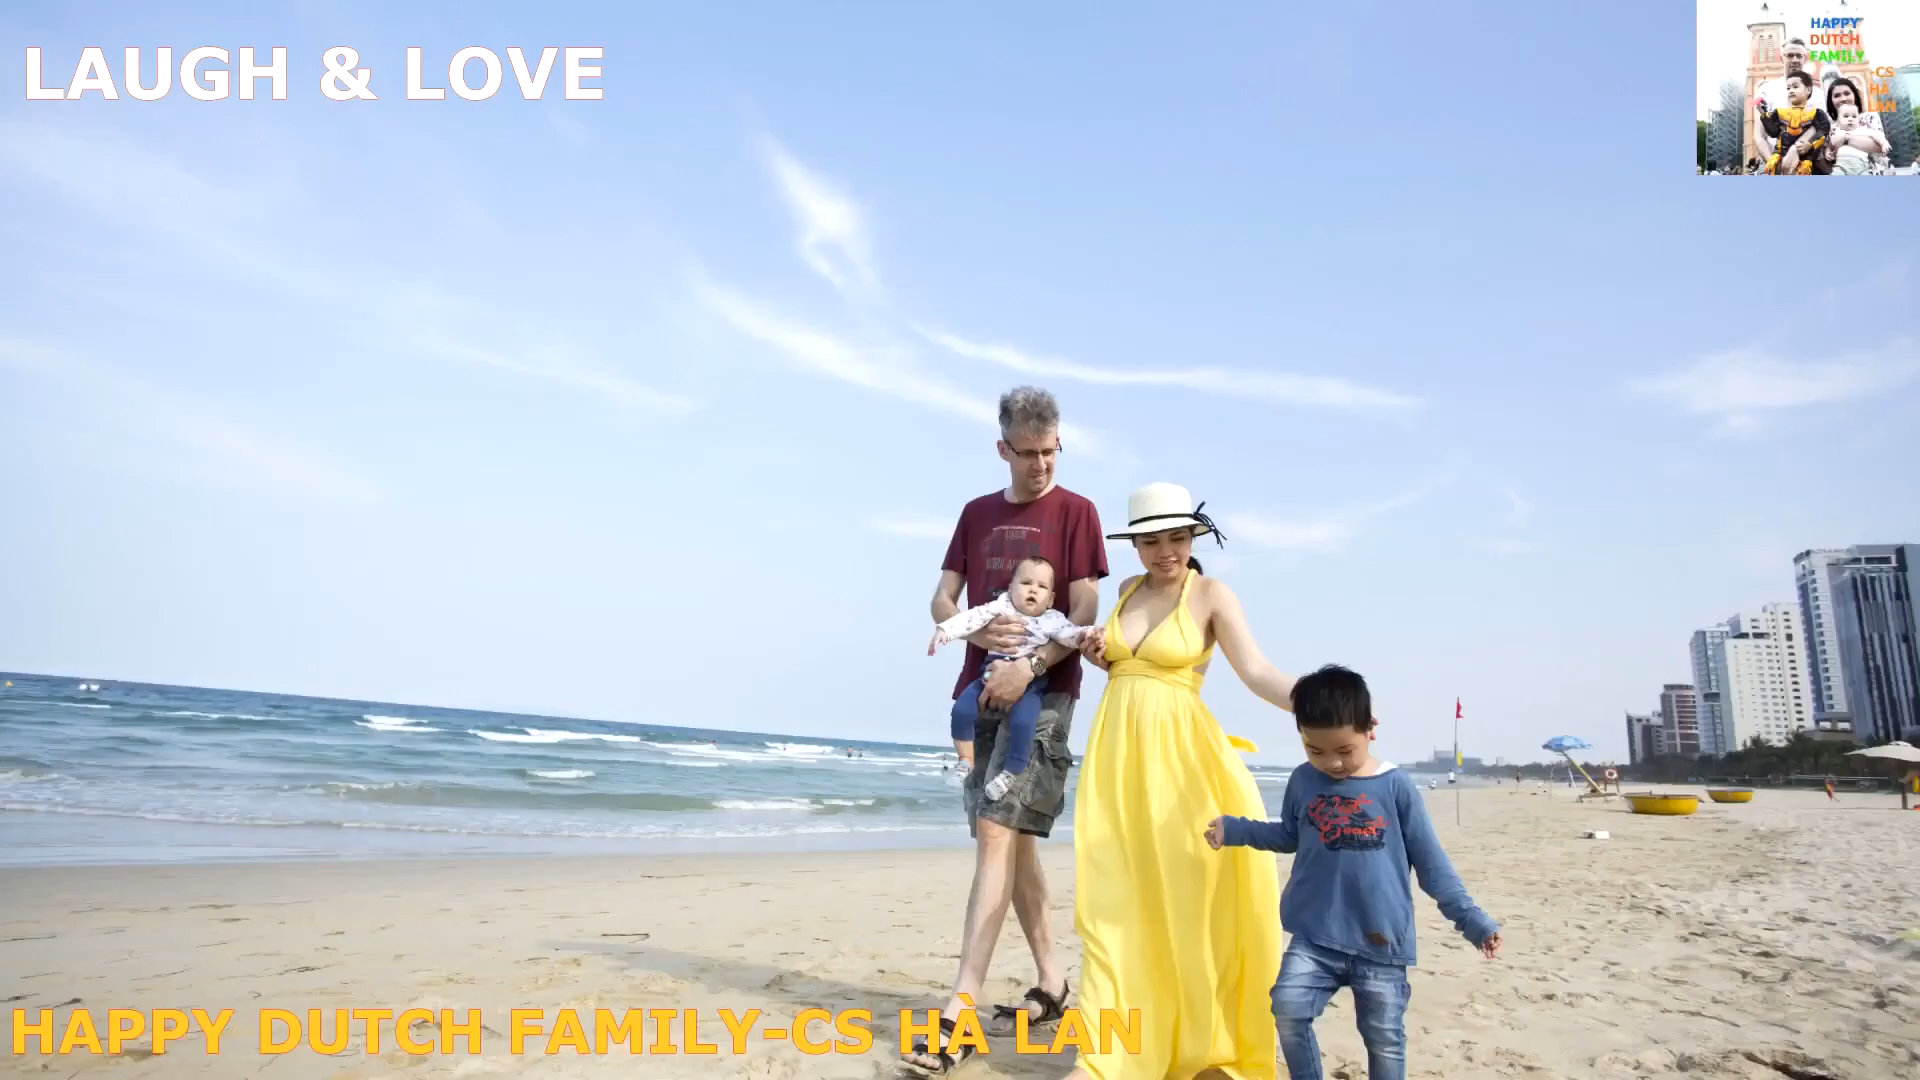 LAUGH & LOVE
HAPPY
DUTCH
FAMILY
-CS
HÀ
LAN
HAPPY DUTCH FAMILY-CS HÀ LAN